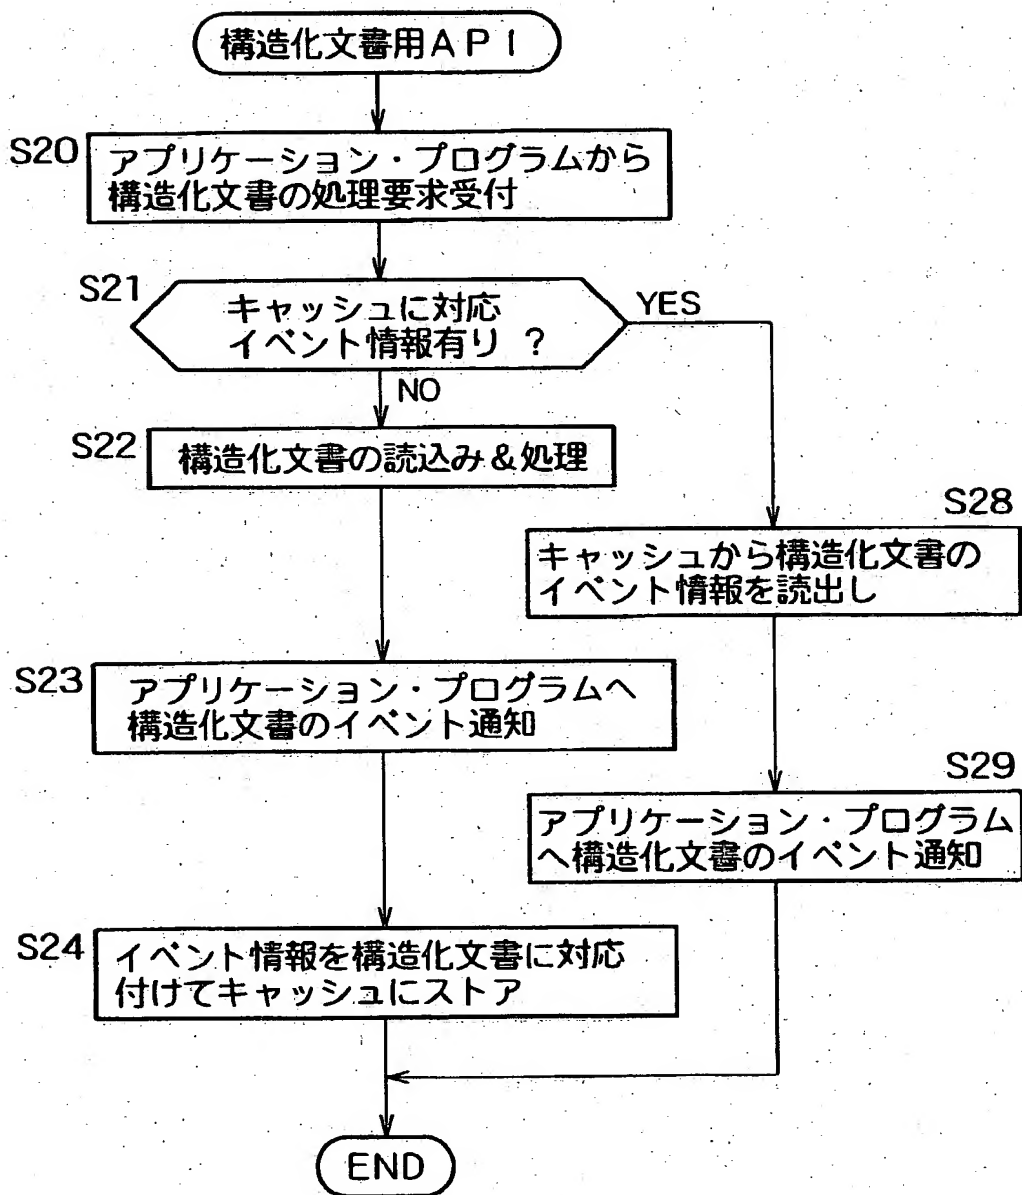 構造化文書用API
S20
アプリケーション・プログラムから
構造化文書の処理要求受付
S21
キャッシュに対応
イベント情報有り ?
YES
NO
S22
構造化文書の読込み&処理
S28
キャッシュから構造化文書の
イベント情報を読出し
S23
アプリケーション・プログラムへ
構造化文書のイベント通知
S29
アプリケーション・プログラム
へ構造化文書のイベント通知
S24
イベント情報を構造化文書に対応
付けてキャッシュにストア
END